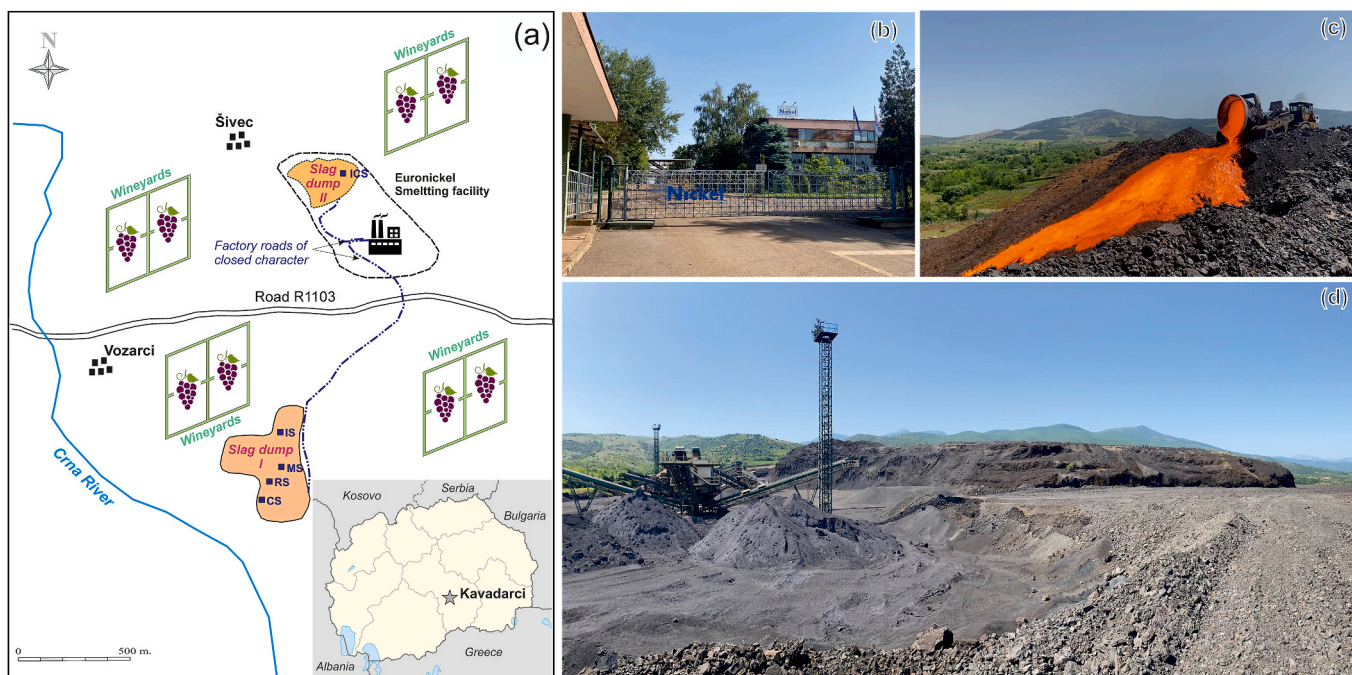 (a)
N
Wineyards
Šivec
Slag
dump
II
ICS
Euronickel
Smeltting facility
Wineyards
Factory roads of
closed character
Road R1103
Vozarci
Wineyards
Wineyards
IS
Slag dump
I
MS
RS
CS
Crna River
Kosovo
Serbia
Bulgaria
Kavadarci
Albania
Greece
0
500 m.
(b)
Nickel
Nickel
(c)
(d)